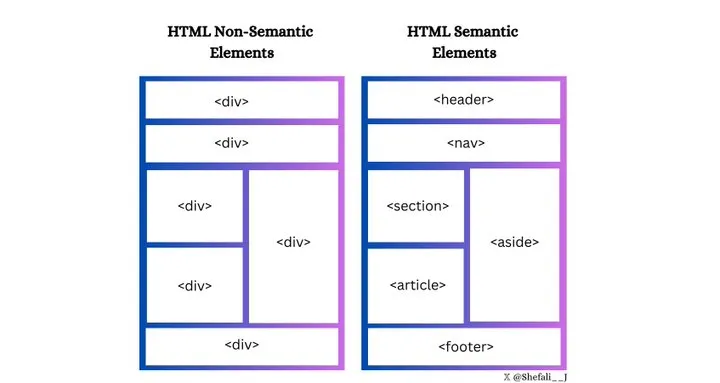 HTML Non-Semantic
Elements
<div>
<div>
<div>
<div>
<div>
<div>
HTML Semantic
Elements
<header>
<nav>
<section>
<aside>
<article>
<footer>
X @Shefali__J